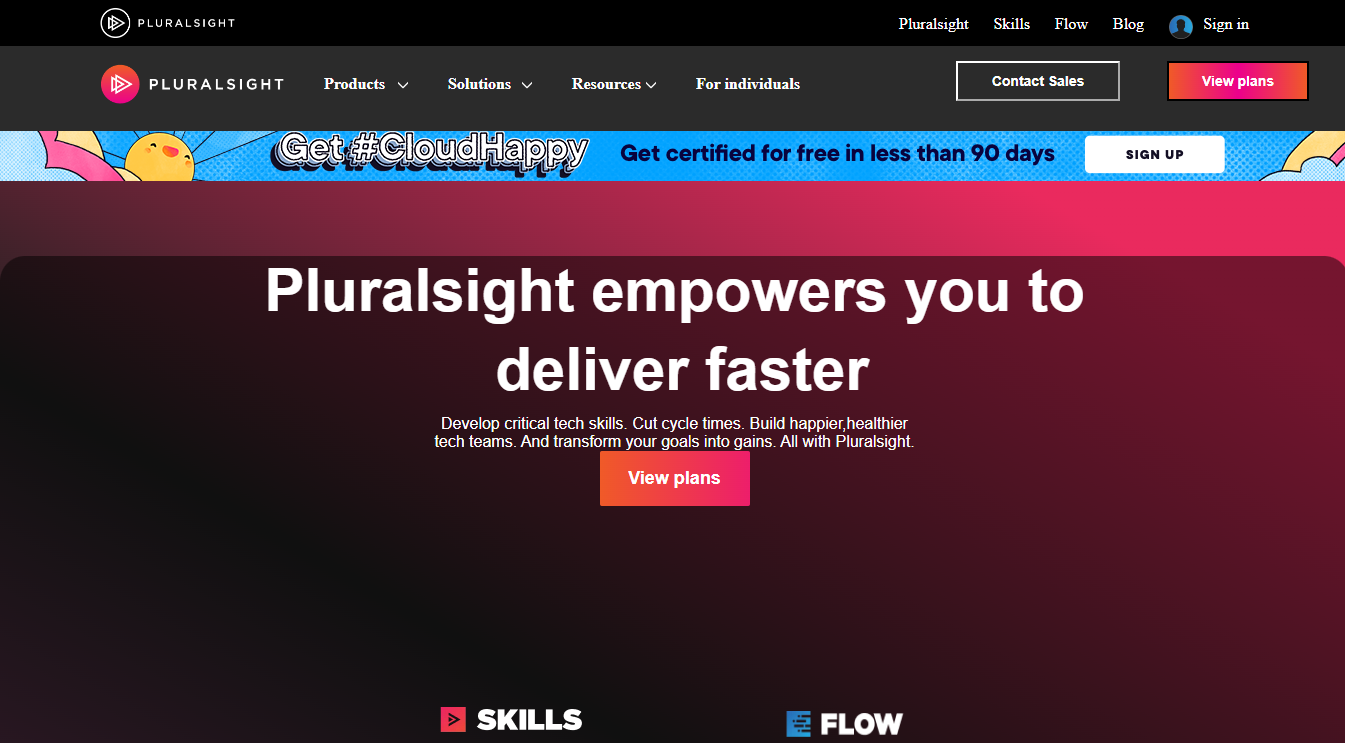 PLURALSIGHT
Pluralsight Skills Flow Blog Sign in
PLURALSIGHT
Products Solutions Resources For individuals
Contact Sales
View plans
Get #CloudHappy
Get certified for free in less than 90 days
SIGN UP
Pluralsight empowers you to
deliver faster
Develop critical tech skills. Cut cycle times. Build happier,healthier
tech teams. And transform your goals into gains. All with Pluralsight.
View plans
SKILLS
FLOW